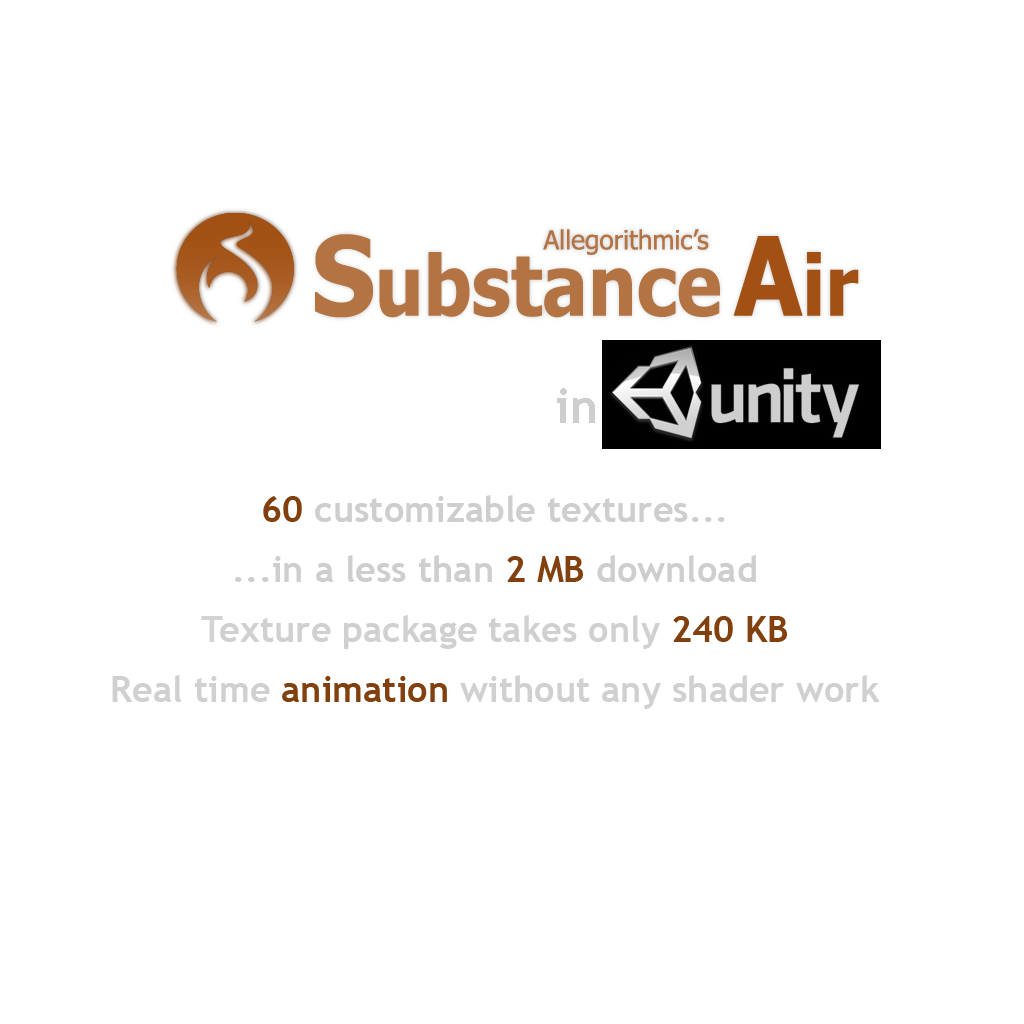 Allegorithmic's
Substance Air
in unity
60 customizable textures...
...in a less than 2 MB download
Texture package takes only 240 KB
Real time animation without any shader work